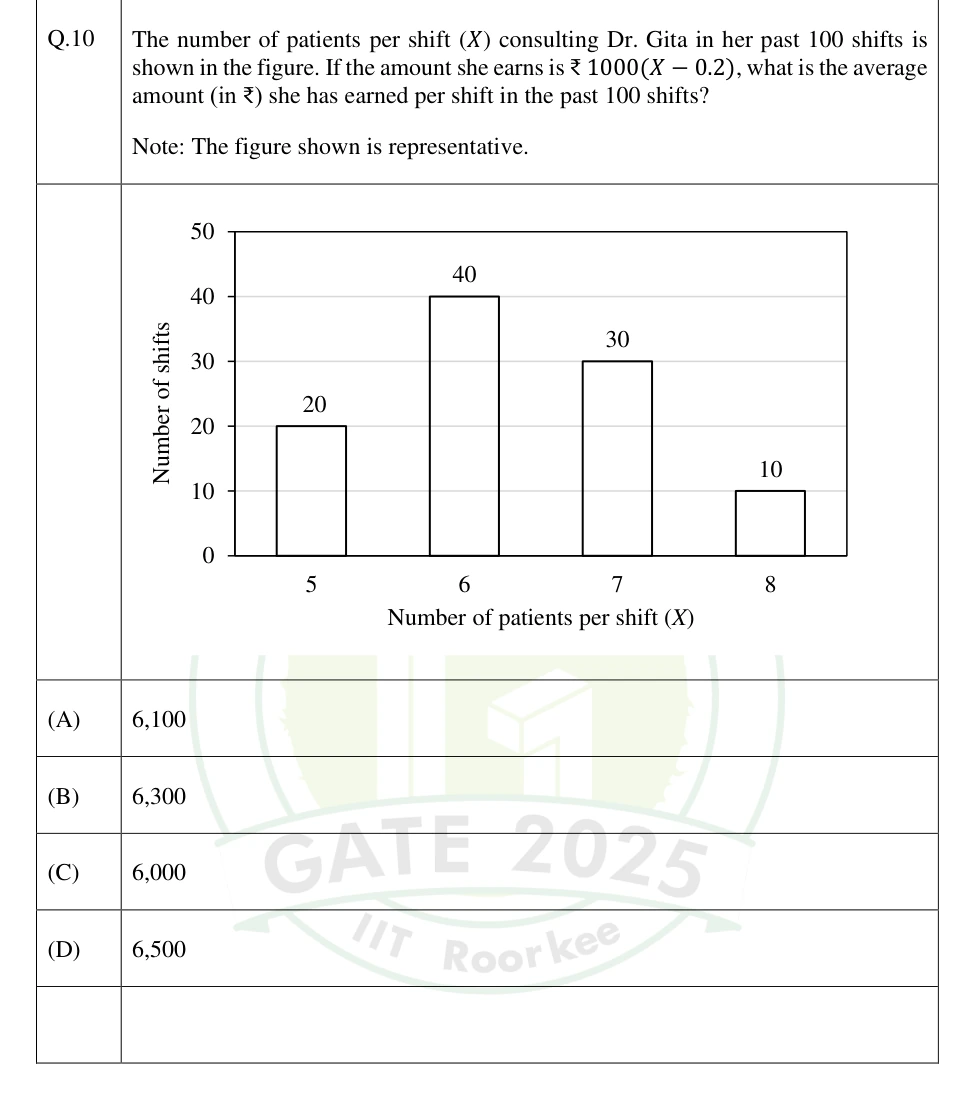 Q.10
The number of patients per shift (X) consulting Dr. Gita in her past 100 shifts is
shown in the figure. If the amount she earns is ₹ 1000(X − 0.2), what is the average
amount (in ₹) she has earned per shift in the past 100 shifts?
Note: The figure shown is representative.
50
40
30
20
10
0
Number of shifts
20
40
30
10
5 6 7 8
Number of patients per shift (X)
(A) 6,100
(B) 6,300
(C) 6,000
(D) 6,500
GATE 2025
IIT Roorkee